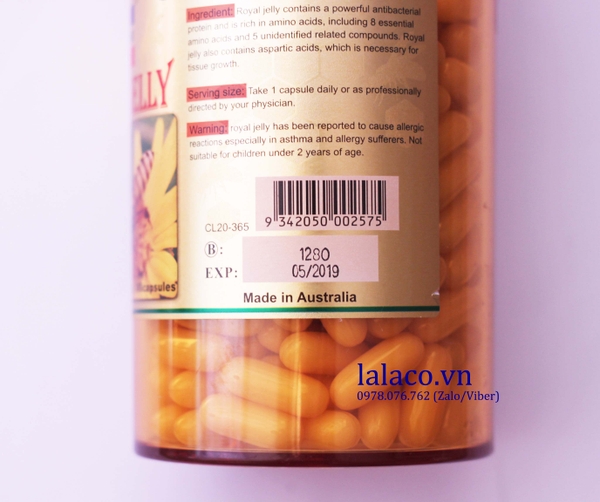 Ingredient: Royal jelly contains a powerful antibacterial
protein and is rich in amino acids, including 8 essential
amino acids and 5 unidentified related compounds. Royal
jelly also contains aspartic acids, which is necessary for
tissue growth.
ELLY
Serving size: Take 1 capsule daily or as professionally
directed by your physician.
Warning: royal jelly has been reported to cause allergic
reactions especially in asthma and allergy sufferers. Not
suitable for children under 2 years of age.
CL20-365
9 342050 002575
capsules
B: 1280
EXP: 05/2019
Made in Australia
lalaco.vn
0978.076.762 (Zalo/Viber)